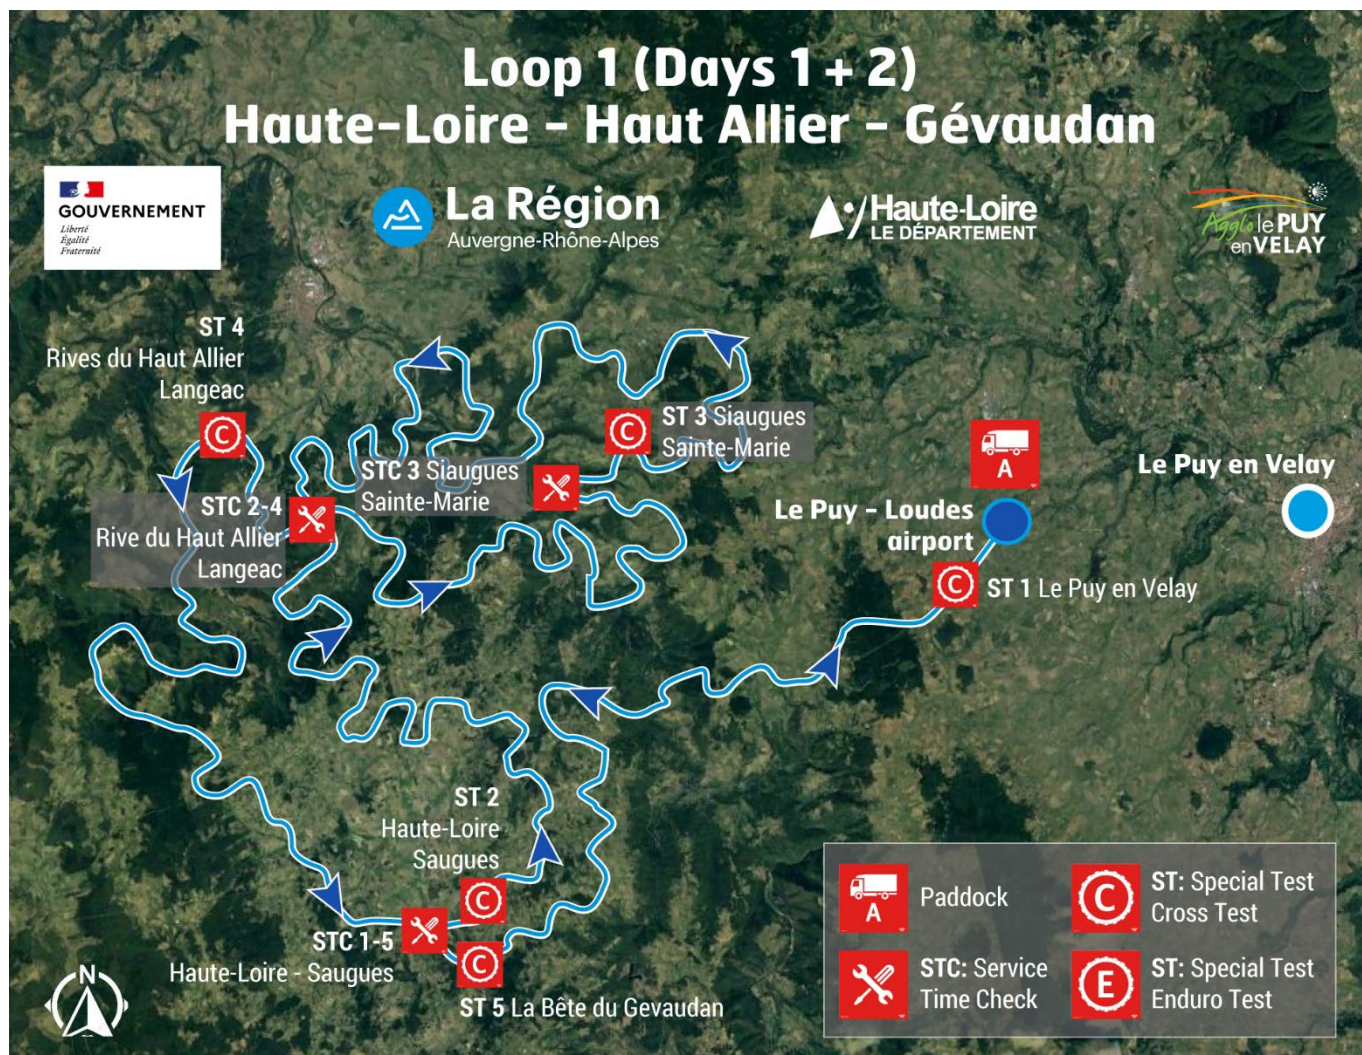 Loop 1 (Days 1 + 2)
Haute-Loire - Haut Allier - Gévaudan
GOUVERNEMENT
Liberté
Égalité
Fraternité
La Région
Auvergne-Rhône-Alpes
Haute-Loire
LE DÉPARTEMENT
Agglo le PUY
en VELAY
ST 4
Rives du Haut Allier
Langeac
C
ST 3 Siaugues
Sainte-Marie
C
STC 3 Siaugues
Sainte-Marie
A
Le Puy en Velay
STC 2-4
Rive du Haut Allier
Langeac
Le Puy - Loudes
airport
C
ST 1 Le Puy en Velay
ST 2
Haute-Loire
Saugues
C
STC 1-5
Haute-Loire - Saugues
C
ST 5 La Bête du Gevaudan
A
Paddock
C
ST: Special Test
Cross Test
STC: Service
Time Check
E
ST: Special Test
Enduro Test
N